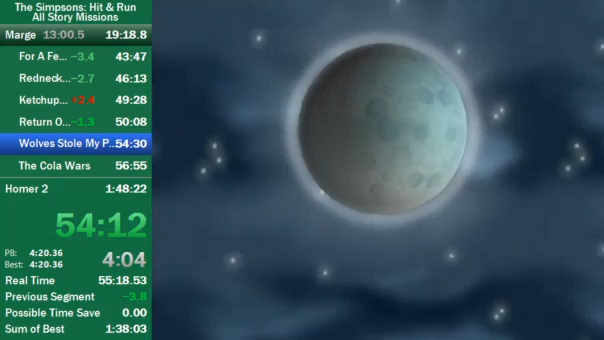 The Simpsons: Hit & Run
All Story Missions
Marge 13:00.5 19:18.8
For A Fe... −3.4 43:47
Redneck... −2.7 46:13
Ketchup... +2.4 49:28
Return O... −1.3 50:08
Wolves Stole My P... 54:30
The Cola Wars 56:55
Homer 2 1:48:22
54:12
PB: 4:20.36
Best: 4:20.36
4:04
Real Time 55:18.53
Previous Segment −3.8
Possible Time Save 0.00
Sum of Best 1:38:03